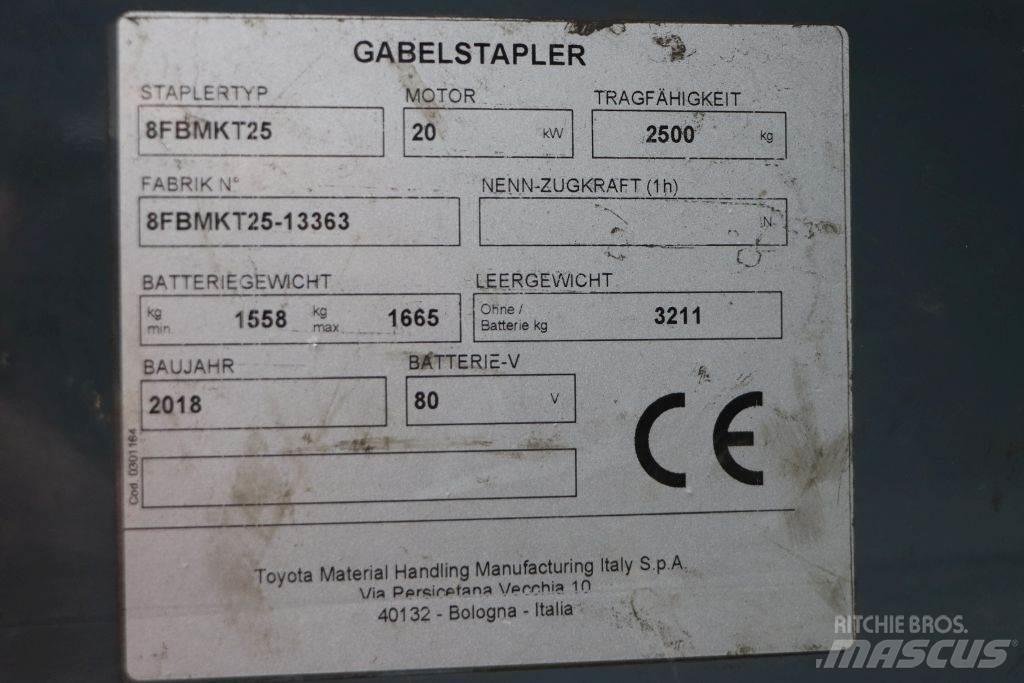 GABELSTAPLER
STAPLERTYP MOTOR TRAGFÄHIGKEIT
8FBMKT25 20 kW 2500 kg
FABRIK N° NENN-ZUGKRAFT (1h)
8FBMKT25-13363 N
BATTERIEGEWICHT LEERGEWICHT
kg min. 1558 kg max 1665 Ohne / Batterie kg 3211
BAUJAHR BATTERIE-V
2018 80 V
CE
Cod. 0301164
Toyota Material Handling Manufacturing Italy S.p.A.
Via Persicetana Vecchia 10
40132 - Bologna - Italia
RITCHIE BROS.
MASCUS